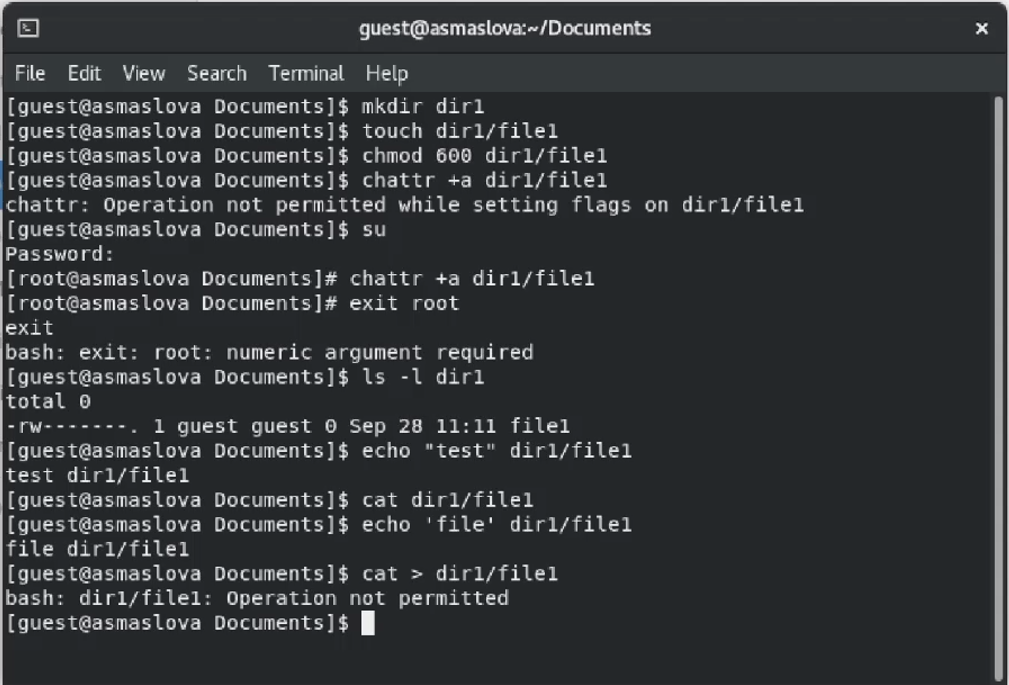 guest@asmaslova:~/Documents
File Edit View Search Terminal Help
[guest@asmaslova Documents]$ mkdir dir1
[guest@asmaslova Documents]$ touch dir1/file1
[guest@asmaslova Documents]$ chmod 600 dir1/file1
[guest@asmaslova Documents]$ chattr +a dir1/file1
chattr: Operation not permitted while setting flags on dir1/file1
[guest@asmaslova Documents]$ su
Password:
[root@asmaslova Documents]# chattr +a dir1/file1
[root@asmaslova Documents]# exit root
exit
bash: exit: root: numeric argument required
[guest@asmaslova Documents]$ ls -l dir1
total 0
-rw-------. 1 guest guest 0 Sep 28 11:11 file1
[guest@asmaslova Documents]$ echo "test" dir1/file1
test dir1/file1
[guest@asmaslova Documents]$ cat dir1/file1
[guest@asmaslova Documents]$ echo 'file' dir1/file1
file dir1/file1
[guest@asmaslova Documents]$ cat > dir1/file1
bash: dir1/file1: Operation not permitted
[guest@asmaslova Documents]$